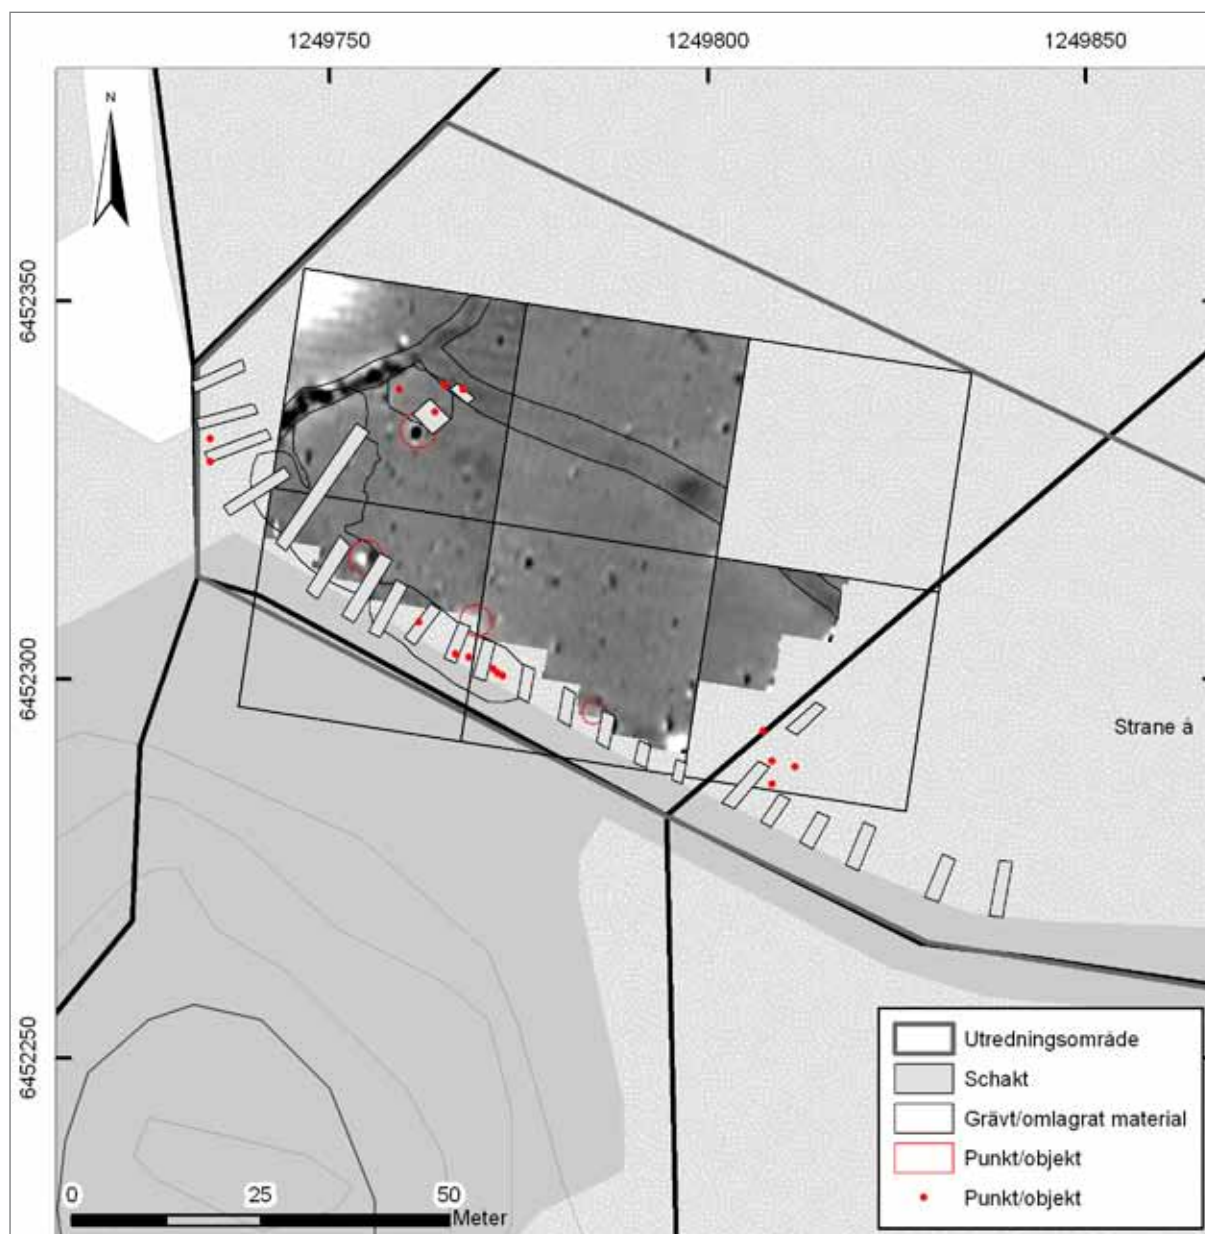 1249750 1249800 1249850
N
6452350
6452300
Strane å
6452250
Utredningsområde
Schakt
Grävt/omlagrat material
Punkt/objekt
Punkt/objekt
0 25 50
Meter